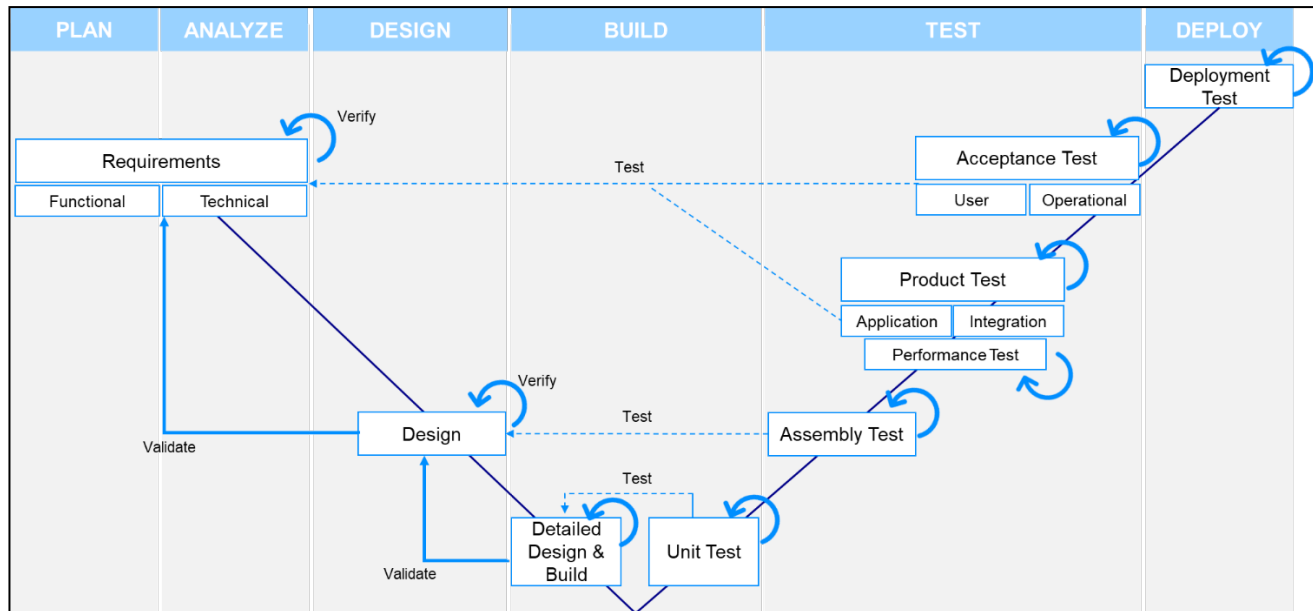 PLAN
ANALYZE
DESIGN
BUILD
TEST
DEPLOY
Deployment
Test
Verify
Requirements
Functional
Technical
Test
Acceptance Test
User
Operational
Product Test
Application
Integration
Performance Test
Verify
Design
Validate
Test
Assembly Test
Test
Detailed
Design &
Build
Unit Test
Validate